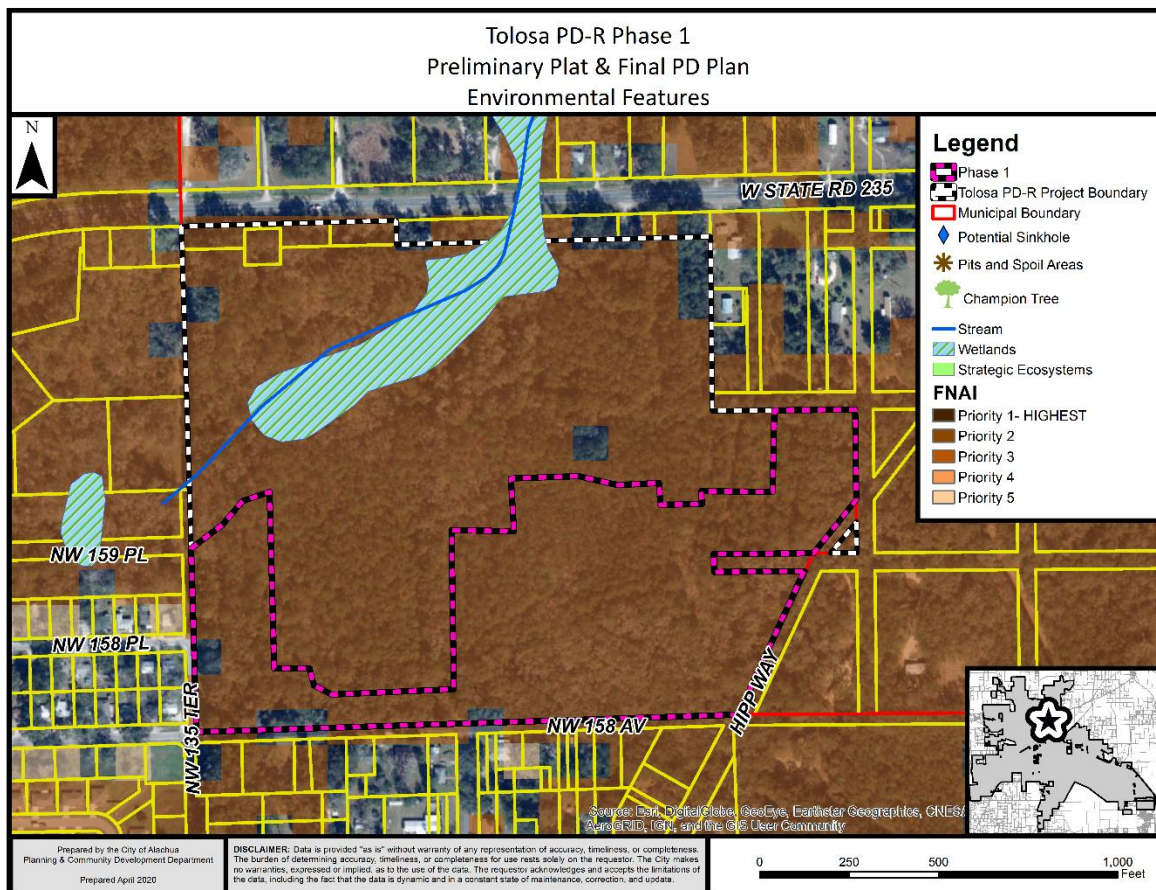 Tolosa PD-R Phase 1
Preliminary Plat & Final PD Plan
Environmental Features
N
W STATE RD 235
NW 159 PL
NW 158 PL
NW 135 TER
NW 158 AV
HIPP WAY
Legend
Phase 1
Tolosa PD-R Project Boundary
Municipal Boundary
Potential Sinkhole
Pits and Spoil Areas
Champion Tree
Stream
Wetlands
Strategic Ecosystems
FNAI
Priority 1- HIGHEST
Priority 2
Priority 3
Priority 4
Priority 5
Source: Esri, DigitalGlobe, GeoEye, Earthstar Geographics, CNES/
AeroGRID, IGN, and the GIS User Community
Prepared by the City of Alachua
Planning & Community Development Department
Prepared April 2020
DISCLAIMER: Data is provided "as is" without warranty of any representation of accuracy, timeliness, or completeness.
The burden of determining accuracy, timeliness, or completeness for use rests solely on the requestor. The City makes
no warranties, expressed or implied, as to the use of the data. The requestor acknowledges and accepts the limitations of
the data, including the fact that the data is dynamic and in a constant state of maintenance, correction, and update.
0 250 500 1,000
Feet